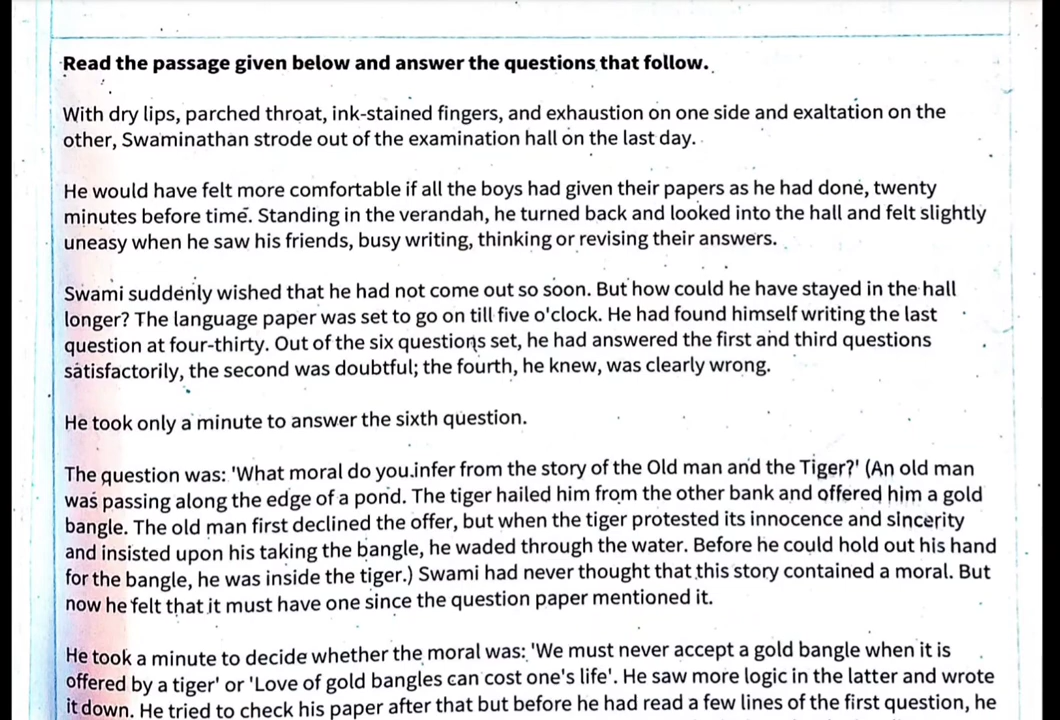 Read the passage given below and answer the questions that follow.
With dry lips, parched throat, ink-stained fingers, and exhaustion on one side and exaltation on the
other, Swaminathan strode out of the examination hall on the last day.
He would have felt more comfortable if all the boys had given their papers as he had done, twenty
minutes before time. Standing in the verandah, he turned back and looked into the hall and felt slightly
uneasy when he saw his friends, busy writing, thinking or revising their answers.
Swami suddenly wished that he had not come out so soon. But how could he have stayed in the hall
longer? The language paper was set to go on till five o'clock. He had found himself writing the last
question at four-thirty. Out of the six questions set, he had answered the first and third questions
satisfactorily, the second was doubtful; the fourth, he knew, was clearly wrong.
He took only a minute to answer the sixth question.
The question was: 'What moral do you infer from the story of the Old man and the Tiger?' (An old man
was passing along the edge of a pond. The tiger hailed him from the other bank and offered him a gold
bangle. The old man first declined the offer, but when the tiger protested its innocence and sincerity
and insisted upon his taking the bangle, he waded through the water. Before he could hold out his hand
for the bangle, he was inside the tiger.) Swami had never thought that this story contained a moral. But
now he felt that it must have one since the question paper mentioned it.
He took a minute to decide whether the moral was: 'We must never accept a gold bangle when it is
offered by a tiger' or 'Love of gold bangles can cost one's life'. He saw more logic in the latter and wrote
it down. He tried to check his paper after that but before he had read a few lines of the first question, he